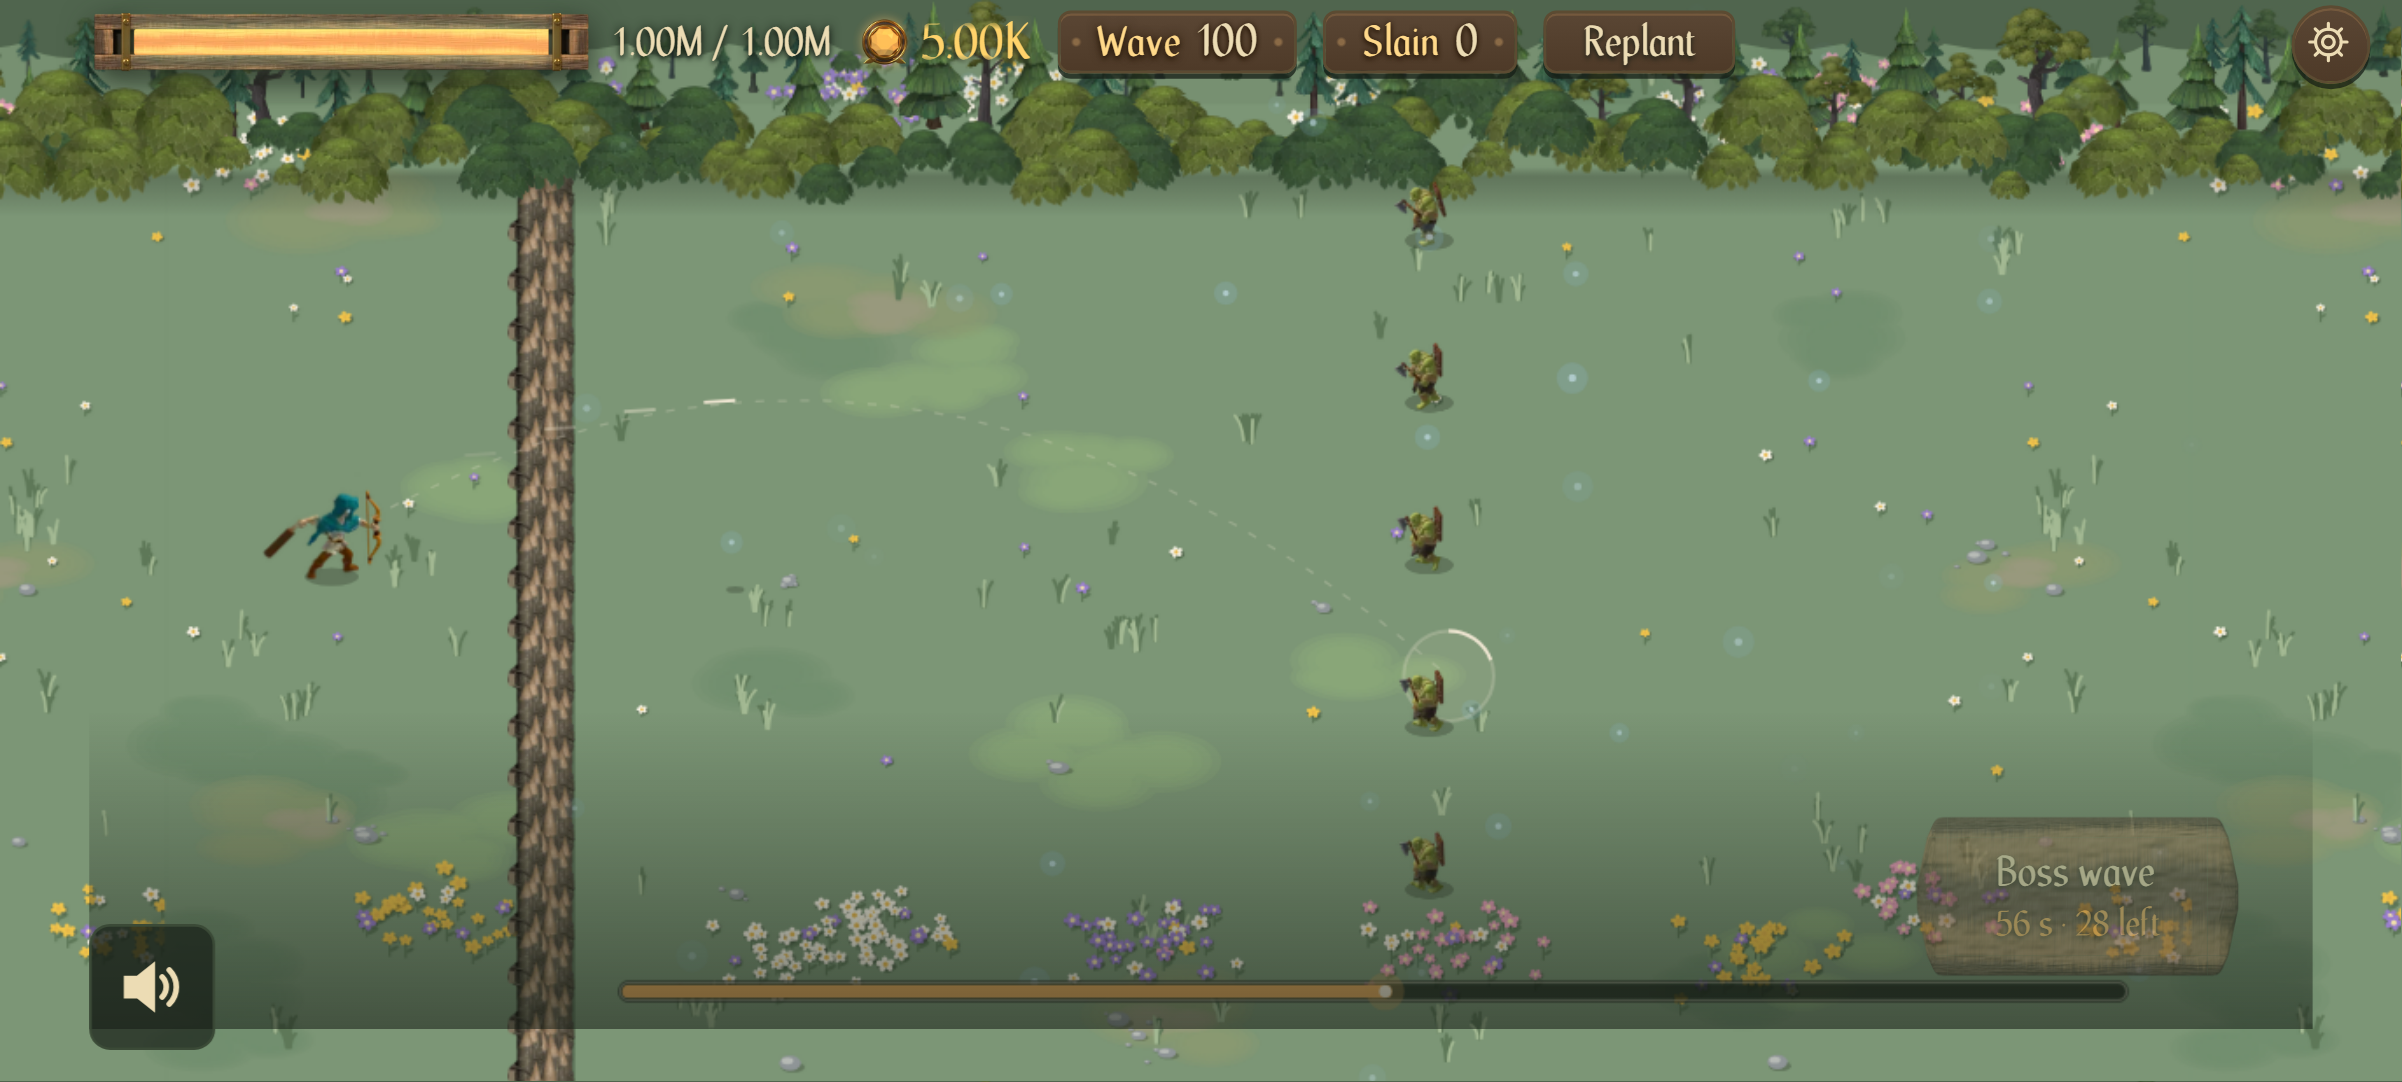 1.00M / 1.00M
5.00K
Wave 100
Slain 0
Replant
Boss wave
56 s · 28 left